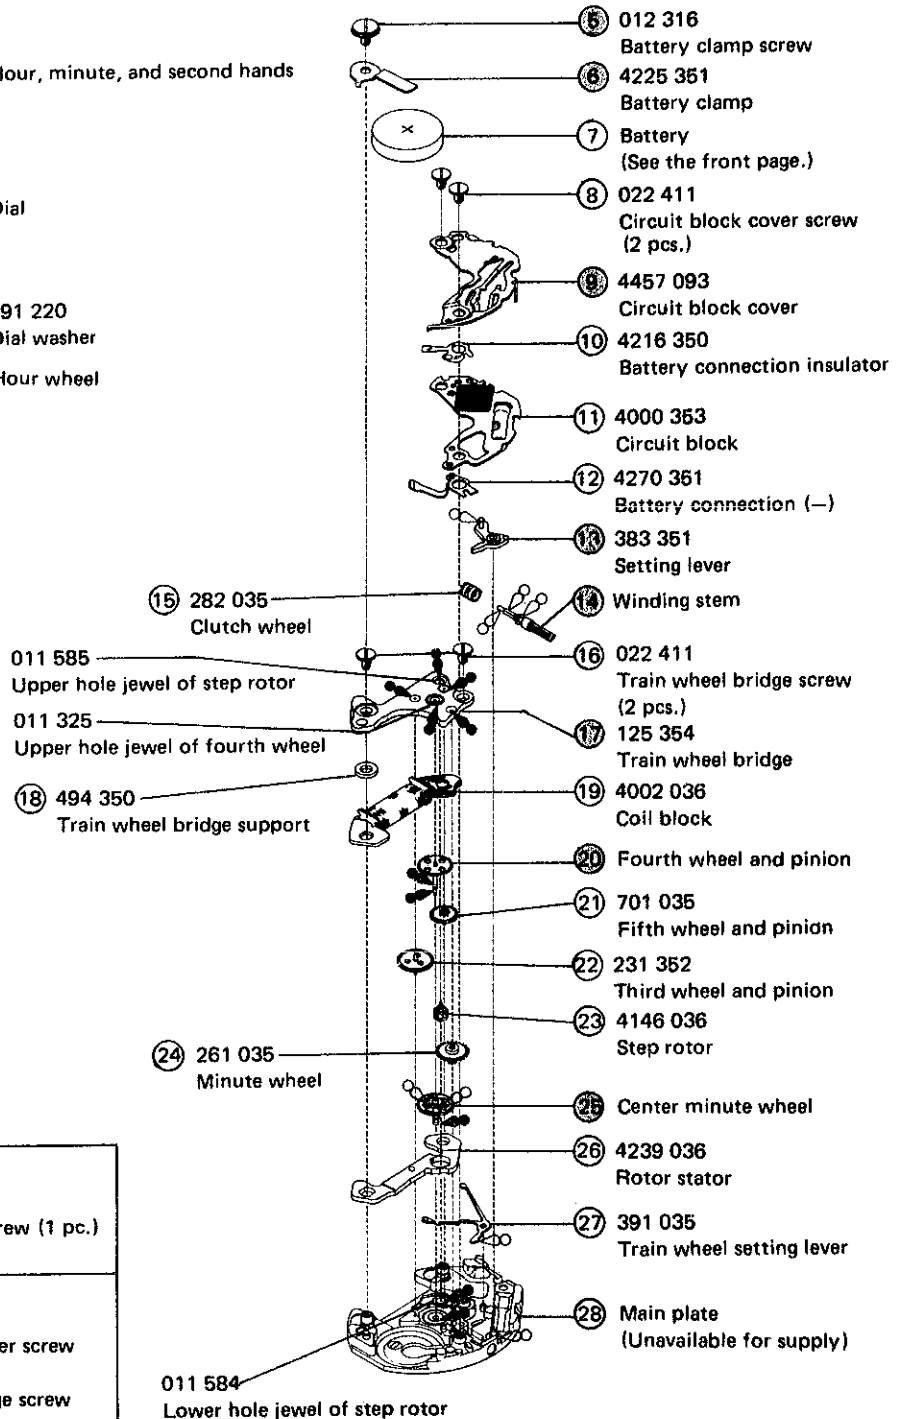 5 012 316
Battery clamp screw
Hour, minute, and second hands
6 4225 351
Battery clamp
7 Battery
(See the front page.)
8 022 411
Circuit block cover screw
(2 pcs.)
Dial
9 4457 093
Circuit block cover
91 220
Dial washer
10 4216 350
Battery connection insulator
Hour wheel
11 4000 353
Circuit block
12 4270 351
Battery connection (−)
13 383 351
Setting lever
14 Winding stem
15 282 035
Clutch wheel
16 022 411
Train wheel bridge screw
(2 pcs.)
011 585
Upper hole jewel of step rotor
011 325
Upper hole jewel of fourth wheel
17 125 354
Train wheel bridge
18 494 350
Train wheel bridge support
19 4002 036
Coil block
20 Fourth wheel and pinion
21 701 035
Fifth wheel and pinion
22 231 352
Third wheel and pinion
23 4146 036
Step rotor
24 261 035
Minute wheel
25 Center minute wheel
26 4239 036
Rotor stator
27 391 035
Train wheel setting lever
rew (1 pc.)
28 Main plate
(Unavailable for supply)
er screw
ge screw
011 584
Lower hole jewel of step rotor